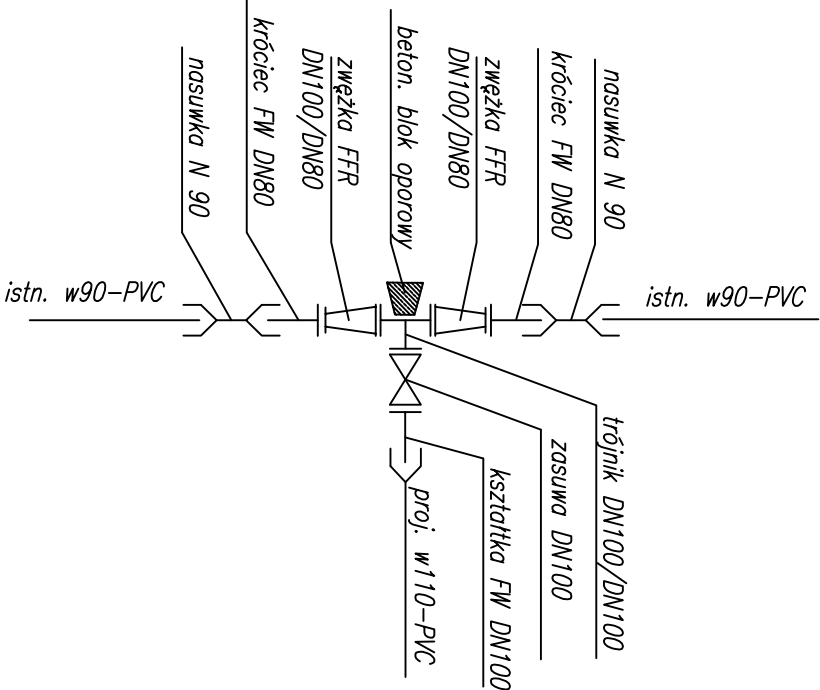 nasuwka N 90
króciec FW DN80
zwężka FFR
DN100/DN80
beton. blok oporowy
zwężka FFR
DN100/DN80
króciec FW DN80
nasuwka N 90
istn. w90-PVC
istn. w90-PVC
proj. w110-PVC
kształtka FW DN100
zasuwa DN100
trójnik DN100/DN100